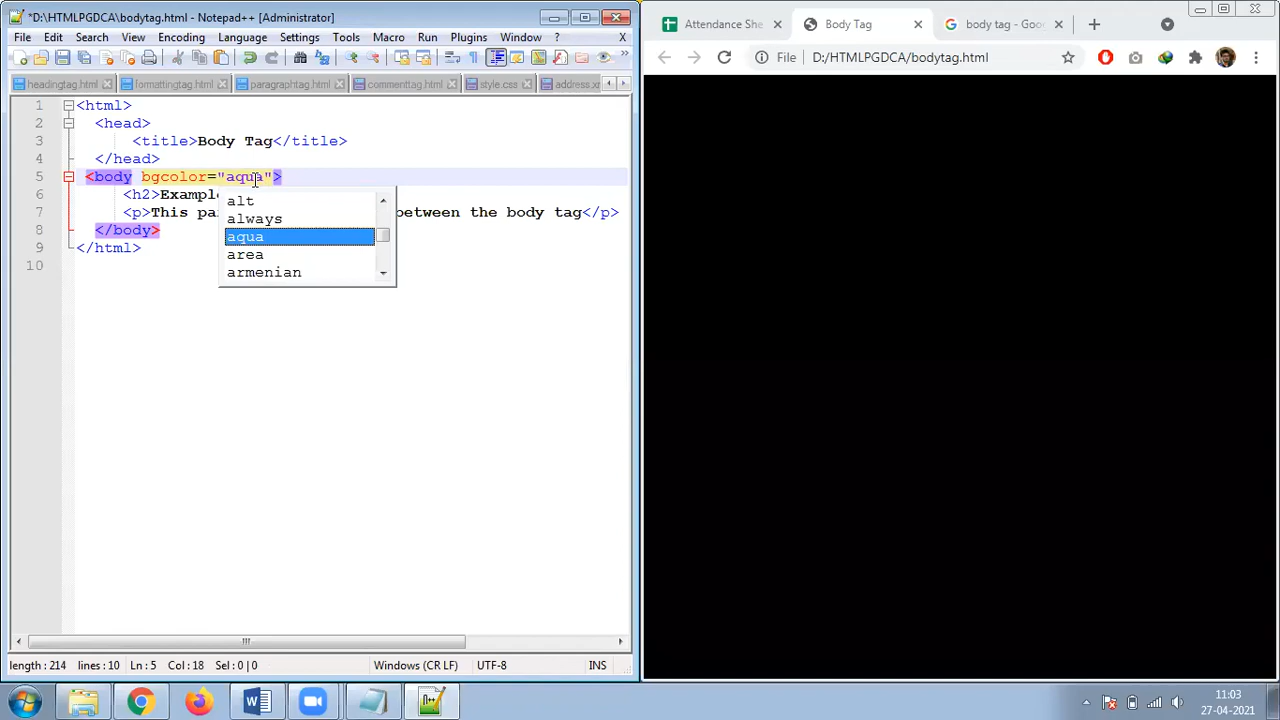 *D:\HTMLPGDCA\bodytag.html - Notepad++ [Administrator]
File Edit Search View Encoding Language Settings Tools Macro Run Plugins Window ? X
headingtag.html formattingtag.html paragraphtag.html commenttag.html style.css address.xr
1 <html>
2 <head>
3 <title>Body Tag</title>
4 </head>
5 <body bgcolor="aqua">
6 <h2>Example
7 <p>This par between the body tag</p>
8 </body>
9 </html>
10
alt
always
aqua
area
armenian
length : 214 lines : 10 Ln : 5 Col : 18 Sel : 0 | 0 Windows (CR LF) UTF-8 INS
Attendance She Body Tag body tag - Goo
File D:/HTMLPGDCA/bodytag.html
11:03
27-04-2021